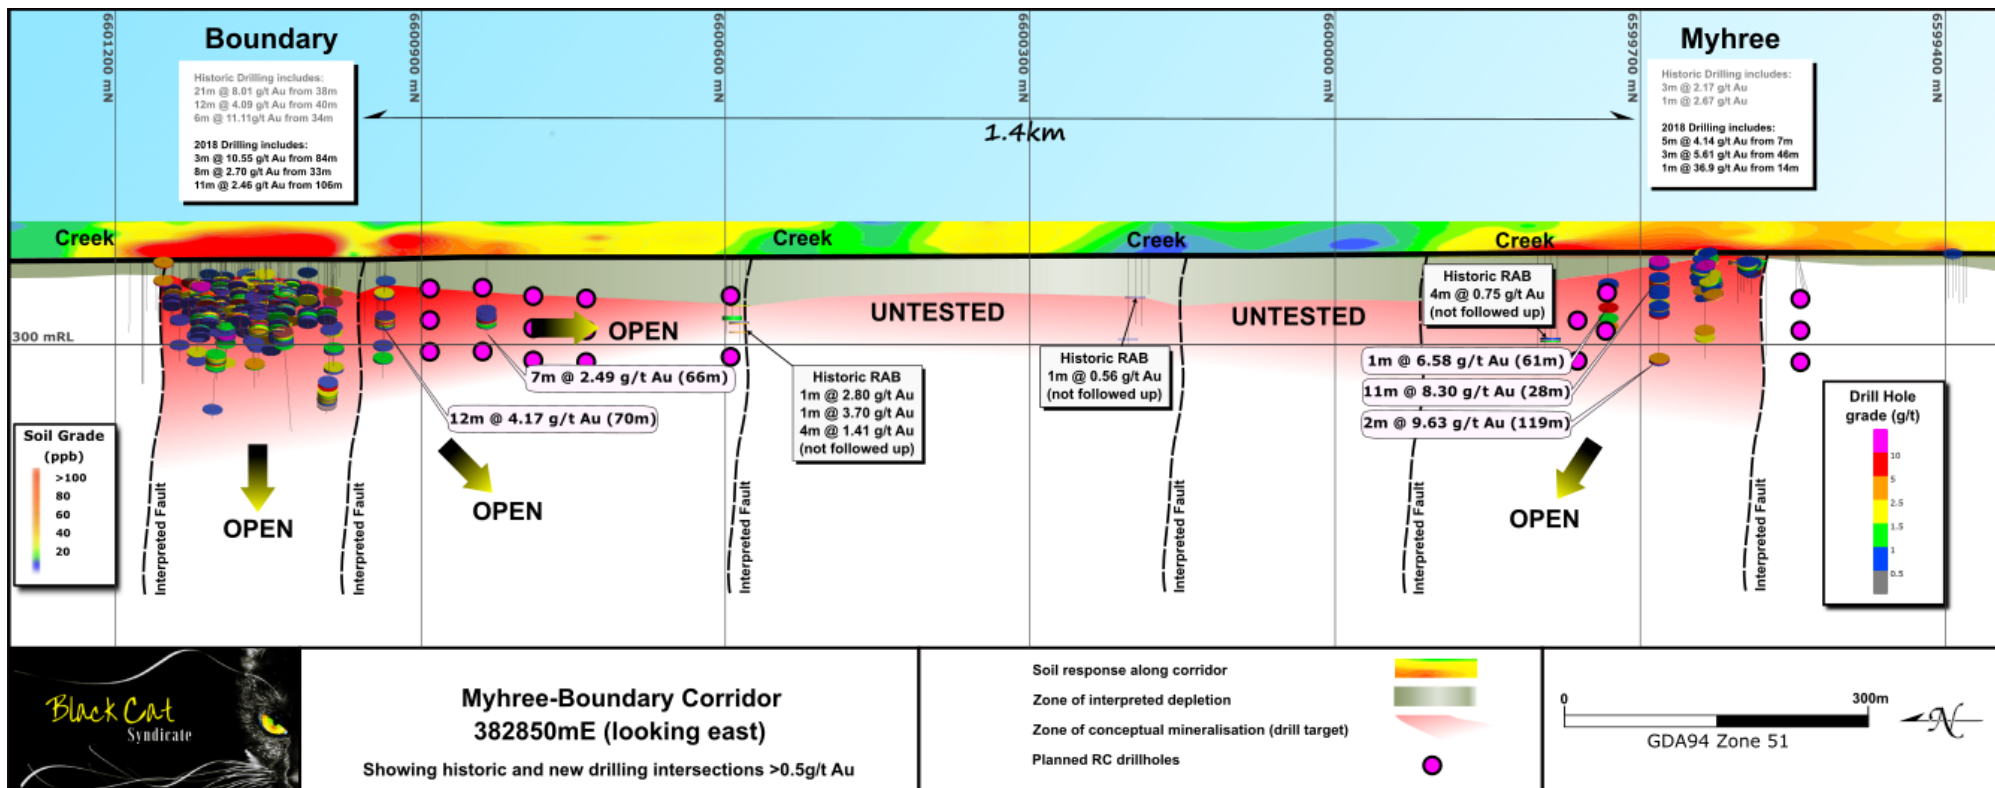 6601200 mN
6600900 mN
6600600 mN
6600300 mN
6600000 mN
6599700 mN
6599400 mN
Boundary
Historic Drilling includes:
21m @ 8.01g/t Au from 38m
12m @ 4.09g/t Au from 40m
6m @ 11.11g/t Au from 34m
2018 Drilling includes:
3m @ 10.55 g/t Au from 84m
8m @ 2.70 g/t Au from 33m
11m @ 2.46 g/t Au from 106m
1.4km
Myhree
Historic Drilling includes:
3m @ 2.17 g/t Au
1m @ 2.67 g/t Au
2018 Drilling includes:
5m @ 4.14 g/t Au from 7m
3m @ 5.61 g/t Au from 46m
1m @ 36.9 g/t Au from 14m
Creek
Creek
Creek
Creek
300 mRL
OPEN
UNTESTED
UNTESTED
Historic RAB
4m @ 0.75 g/t Au
(not followed up)
7m @ 2.49 g/t Au (66m)
12m @ 4.17 g/t Au (70m)
Historic RAB
1m @ 2.80 g/t Au
1m @ 3.70 g/t Au
4m @ 1.41 g/t Au
(not followed up)
Historic RAB
1m @ 0.56 g/t Au
(not followed up)
1m @ 6.58 g/t Au (61m)
11m @ 8.30 g/t Au (28m)
2m @ 9.63 g/t Au (119m)
Soil Grade
(ppb)
>100
80
60
40
20
OPEN
OPEN
OPEN
Interpreted Fault
Interpreted Fault
Interpreted Fault
Interpreted Fault
Interpreted Fault
Interpreted Fault
Drill Hole
grade (g/t)
10
5
2.5
1.5
1
0.5
Black Cat
Syndicate
Myhree-Boundary Corridor
382850mE (looking east)
Showing historic and new drilling intersections >0.5g/t Au
Soil response along corridor
Zone of interpreted depletion
Zone of conceptual mineralisation (drill target)
Planned RC drillholes
0
300m
GDA94 Zone 51
N